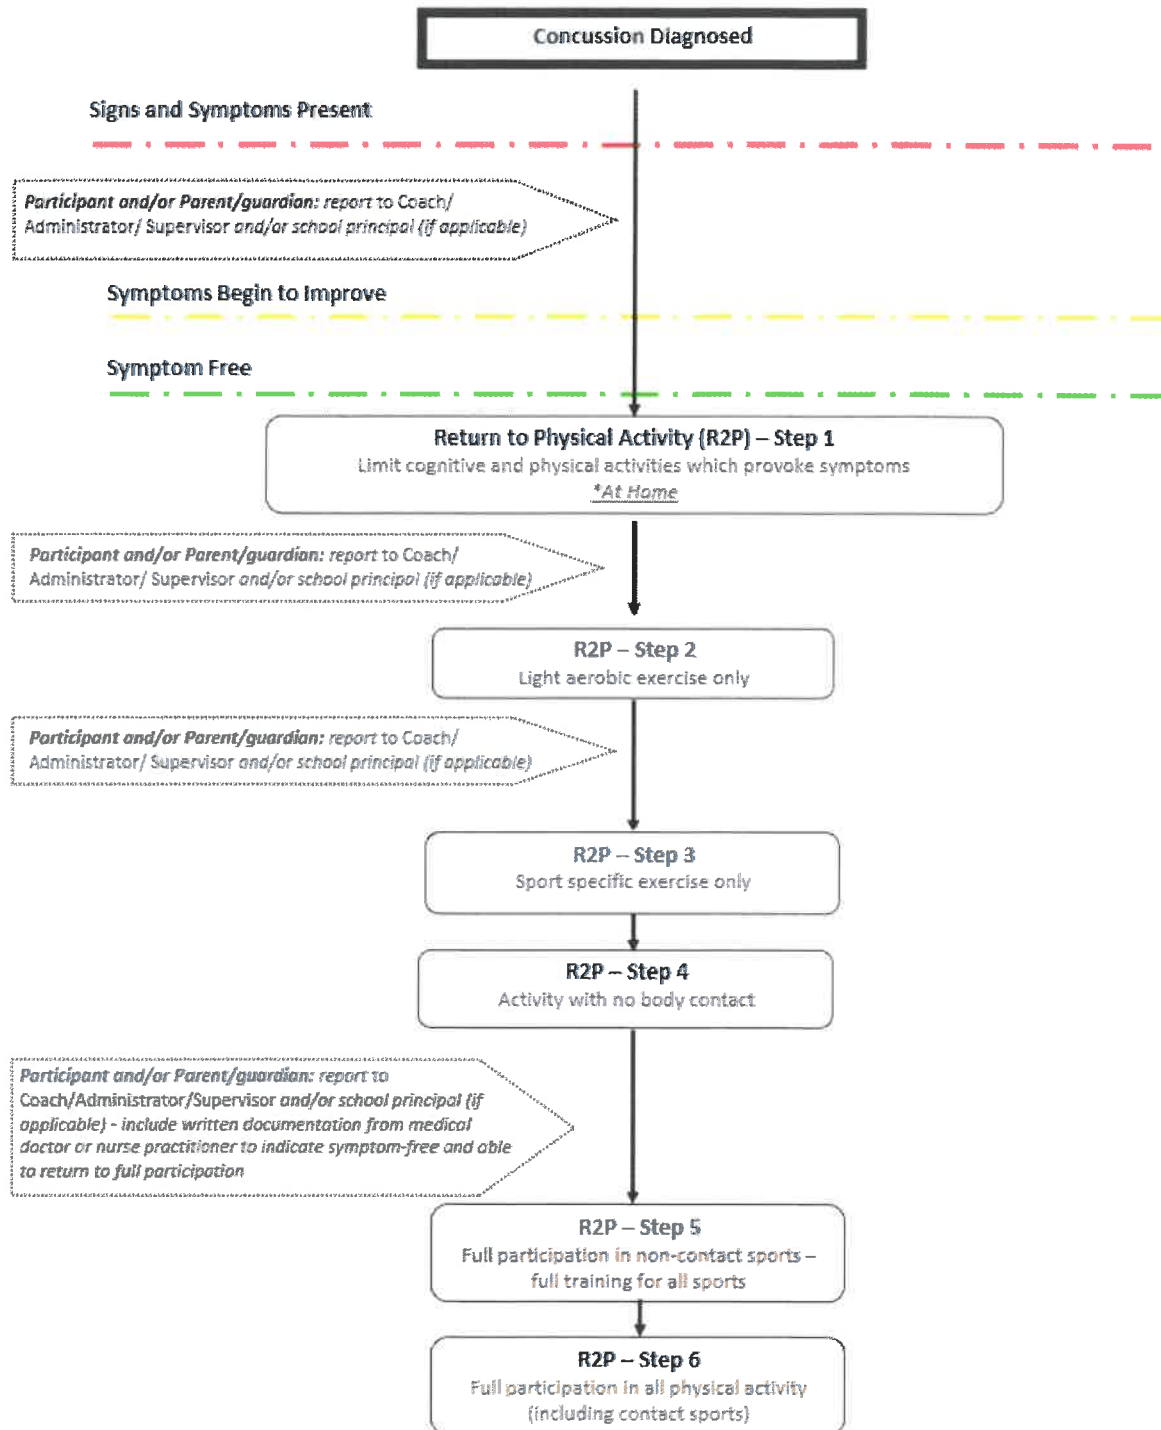 Concussion Diagnosed
Signs and Symptoms Present
Participant and/or Parent/guardian: report to Coach/
Administrator/ Supervisor and/or school principal (if applicable)
Symptoms Begin to Improve
Symptom Free
Return to Physical Activity (R2P) – Step 1
Limit cognitive and physical activities which provoke symptoms
*At Home
Participant and/or Parent/guardian: report to Coach/
Administrator/ Supervisor and/or school principal (if applicable)
R2P – Step 2
Light aerobic exercise only
Participant and/or Parent/guardian: report to Coach/
Administrator/ Supervisor and/or school principal (if applicable)
R2P – Step 3
Sport specific exercise only
R2P – Step 4
Activity with no body contact
Participant and/or Parent/guardian: report to
Coach/Administrator/Supervisor and/or school principal (if
applicable) - include written documentation from medical
doctor or nurse practitioner to indicate symptom-free and able
to return to full participation
R2P – Step 5
Full participation in non-contact sports –
full training for all sports
R2P – Step 6
Full participation in all physical activity
(including contact sports)